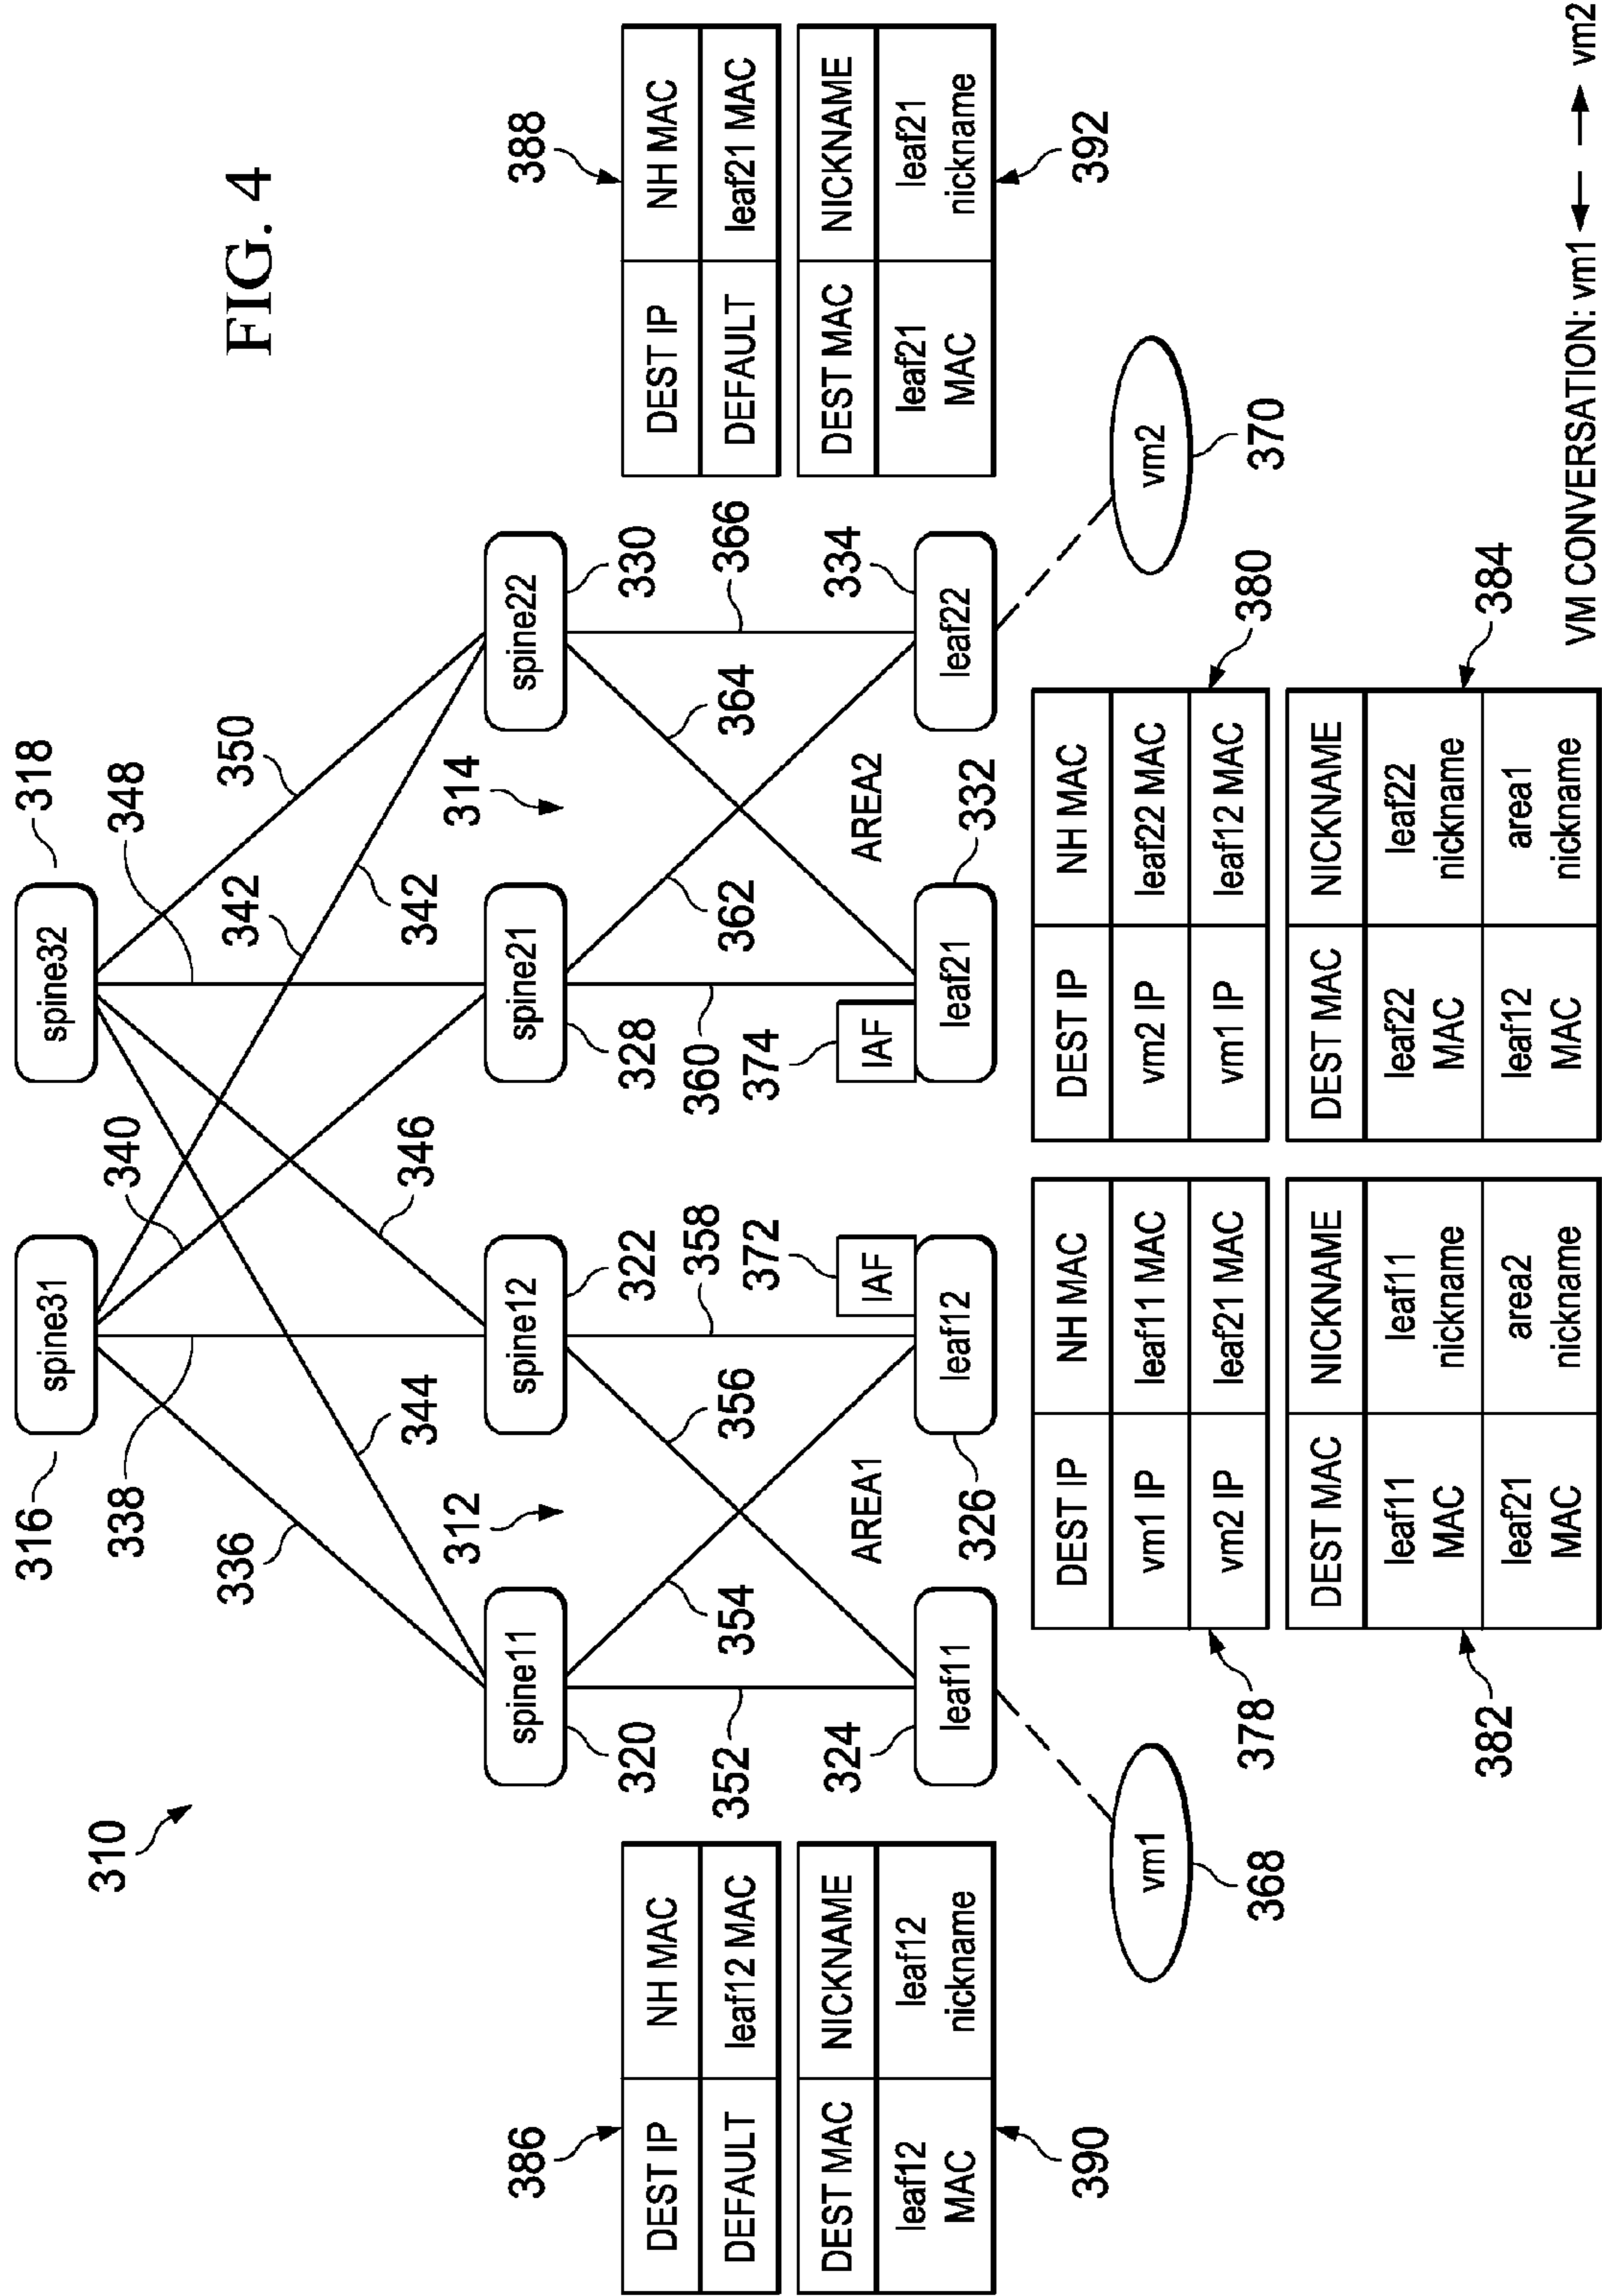 FIG. 4
310
316
spine31
spine32
318
336
338
340
342
342
344
346
348
350
312
314
320
spine11
spine12
322
328
spine21
spine22
330
352
354
356
358
360
362
364
366
372
IAF
374
IAF
AREA1
AREA2
324
leaf11
326
leaf12
leaf21
332
leaf22
334
vm1
368
vm2
370
386
DEST IP NH MAC
DEFAULT leaf12 MAC
DEST MAC NICKNAME
leaf12 MAC leaf12 nickname
390
388
DEST IP NH MAC
DEFAULT leaf21 MAC
DEST MAC NICKNAME
leaf21 MAC leaf21 nickname
392
378
DEST IP NH MAC
vm1 IP leaf11 MAC
vm2 IP leaf21 MAC
382
DEST MAC NICKNAME
leaf11 MAC leaf11 nickname
leaf21 MAC area2 nickname
380
DEST IP NH MAC
vm2 IP leaf22 MAC
vm1 IP leaf12 MAC
384
DEST MAC NICKNAME
leaf22 MAC leaf22 nickname
leaf12 MAC area1 nickname
VM CONVERSATION: vm1 ←─ ─→ vm2